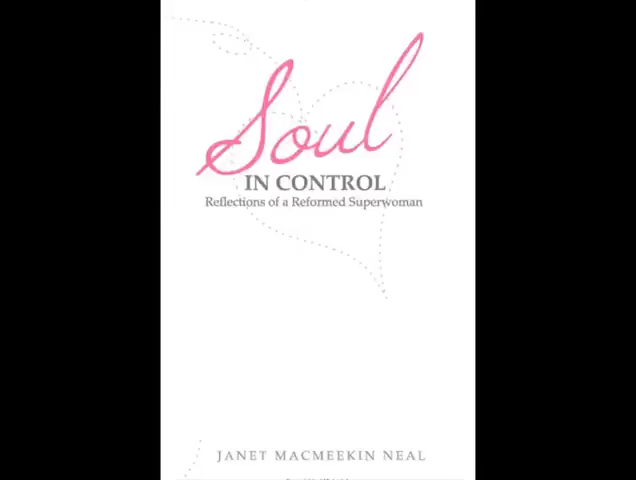 Soul
IN CONTROL
Reflections of a Reformed Superwoman
JANET MACMEEKIN NEAL